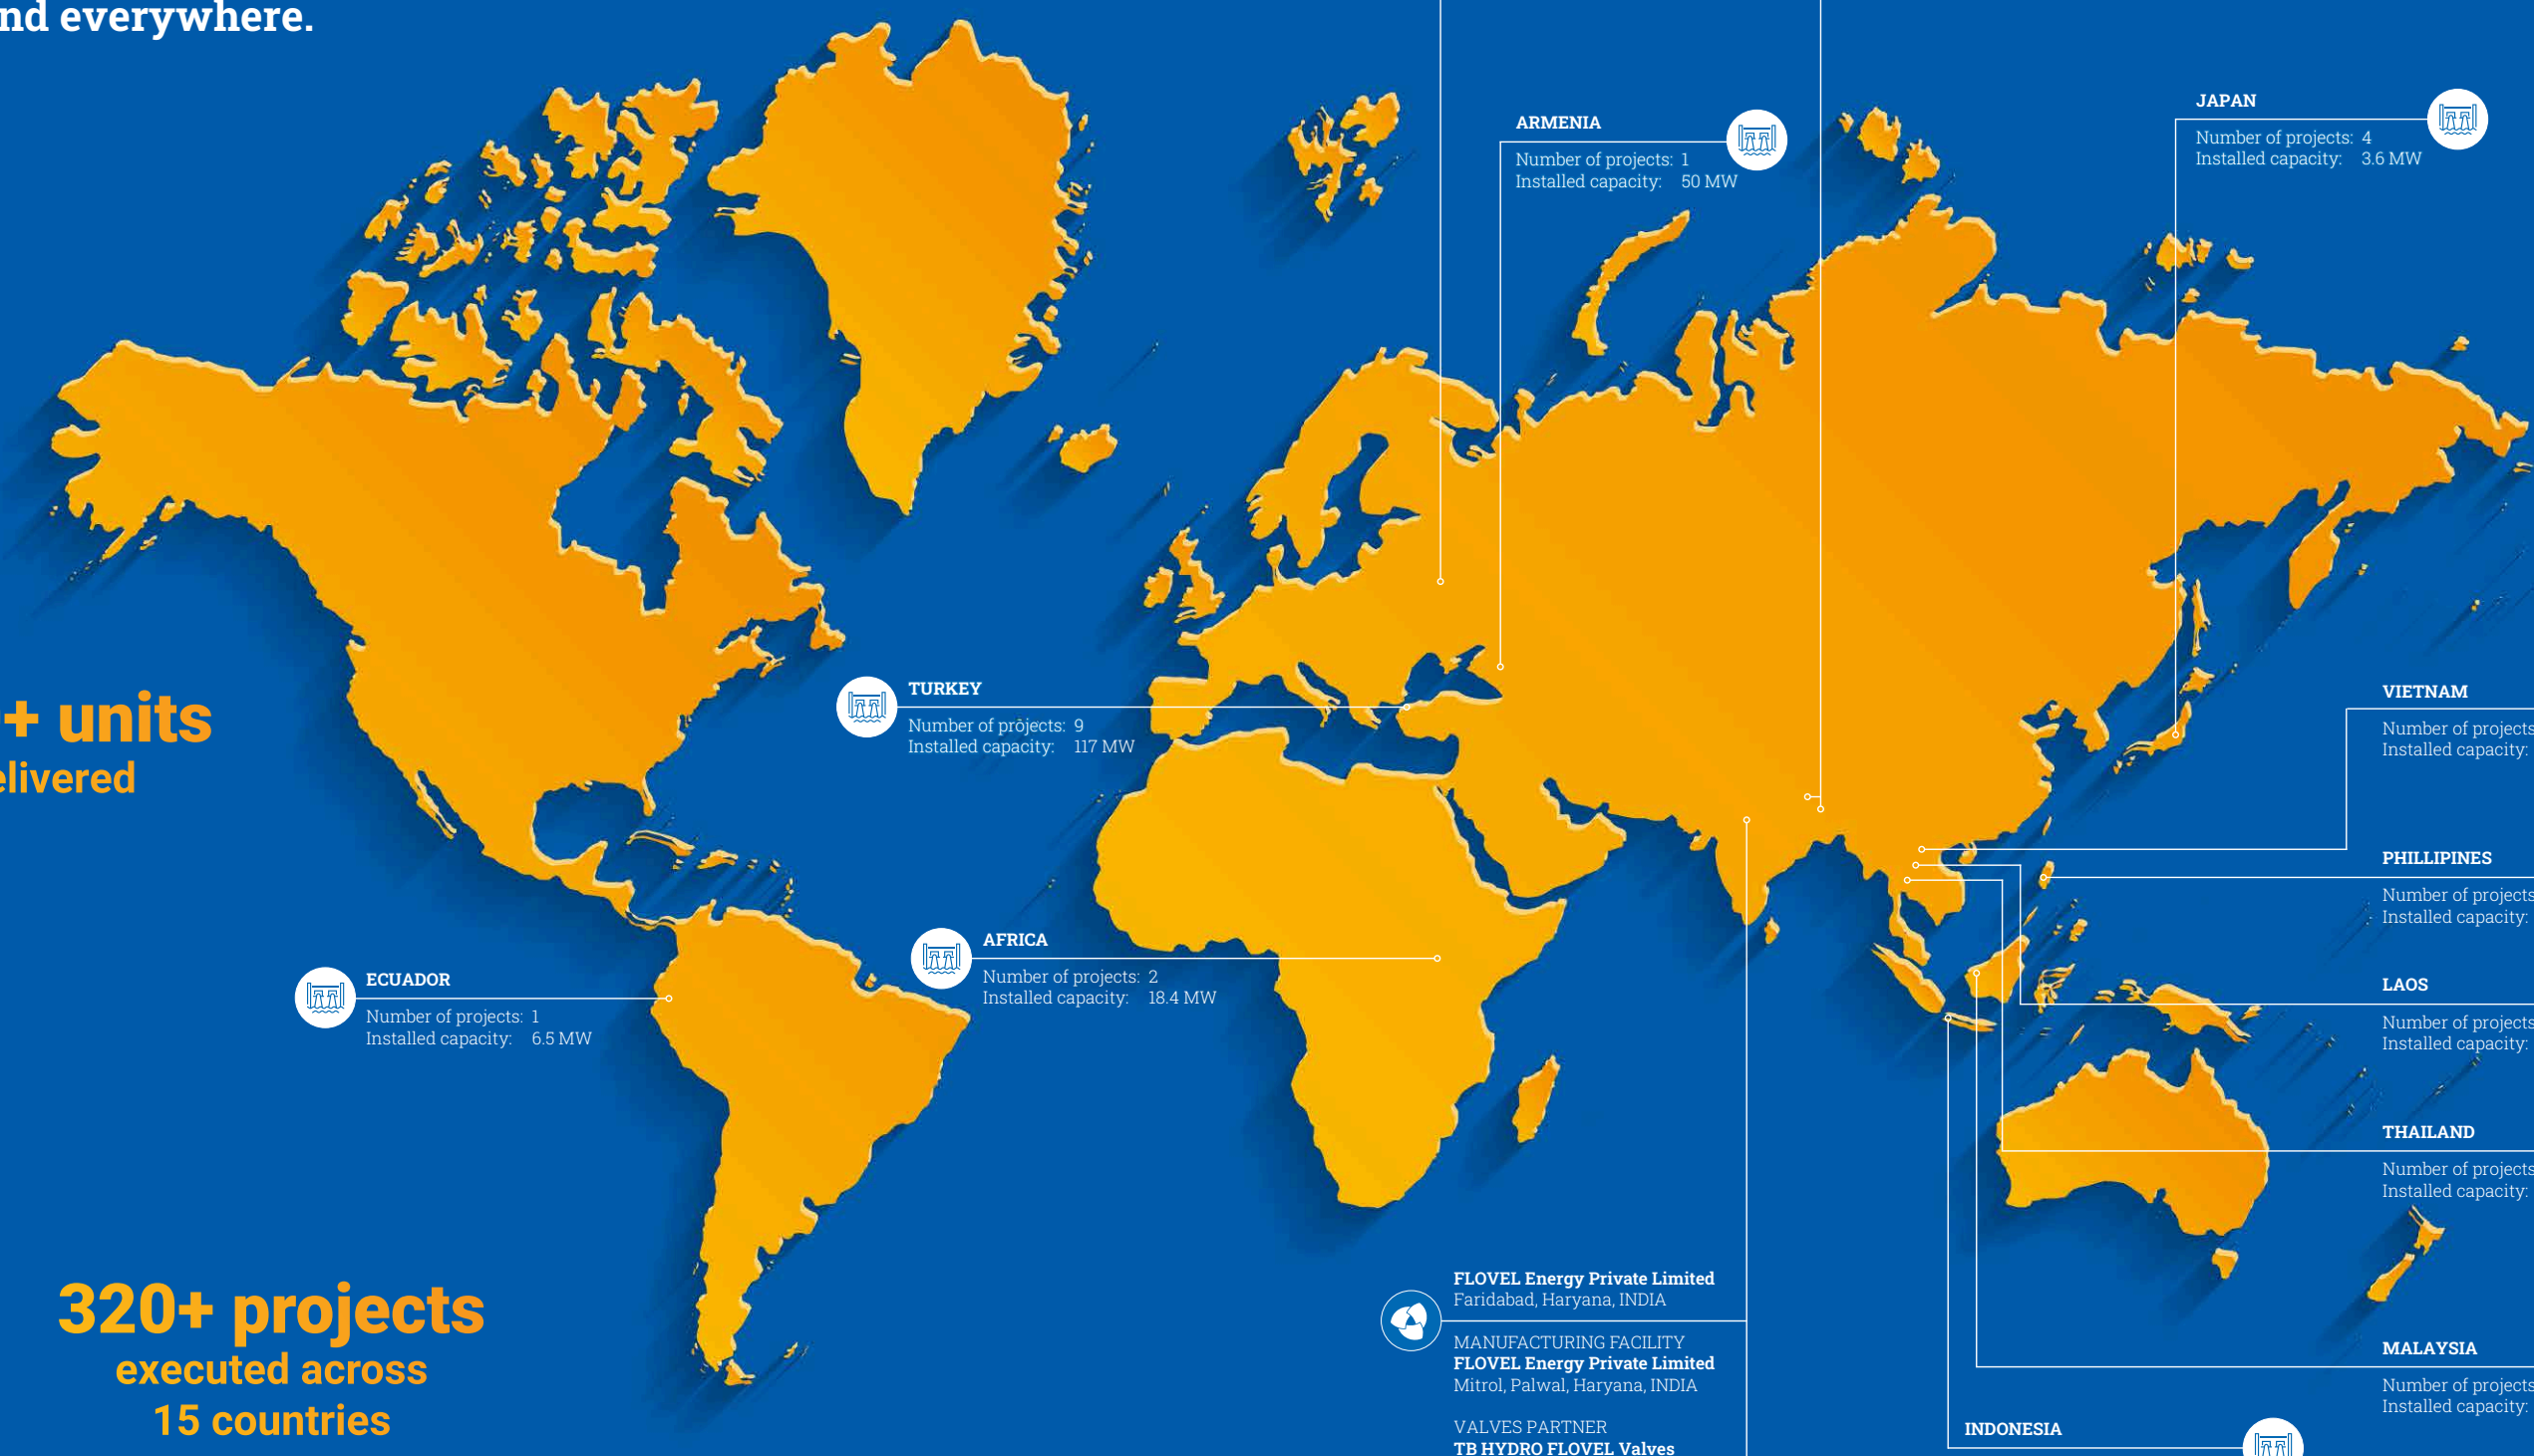 nd everywhere.
ARMENIA
Number of projects: 1
Installed capacity: 50 MW
JAPAN
Number of projects: 4
Installed capacity: 3.6 MW
+ units
elivered
TURKEY
Number of projects: 9
Installed capacity: 117 MW
VIETNAM
Number of projects
Installed capacity:
PHILLIPINES
Number of projects
Installed capacity:
AFRICA
Number of projects: 2
Installed capacity: 18.4 MW
ECUADOR
Number of projects: 1
Installed capacity: 6.5 MW
LAOS
Number of projects
Installed capacity:
THAILAND
Number of projects
Installed capacity:
320+ projects
executed across
15 countries
FLOVEL Energy Private Limited
Faridabad, Haryana, INDIA
MANUFACTURING FACILITY
FLOVEL Energy Private Limited
Mitrol, Palwal, Haryana, INDIA
VALVES PARTNER
TB HYDRO FLOVEL Valves
MALAYSIA
Number of projects
Installed capacity:
INDONESIA